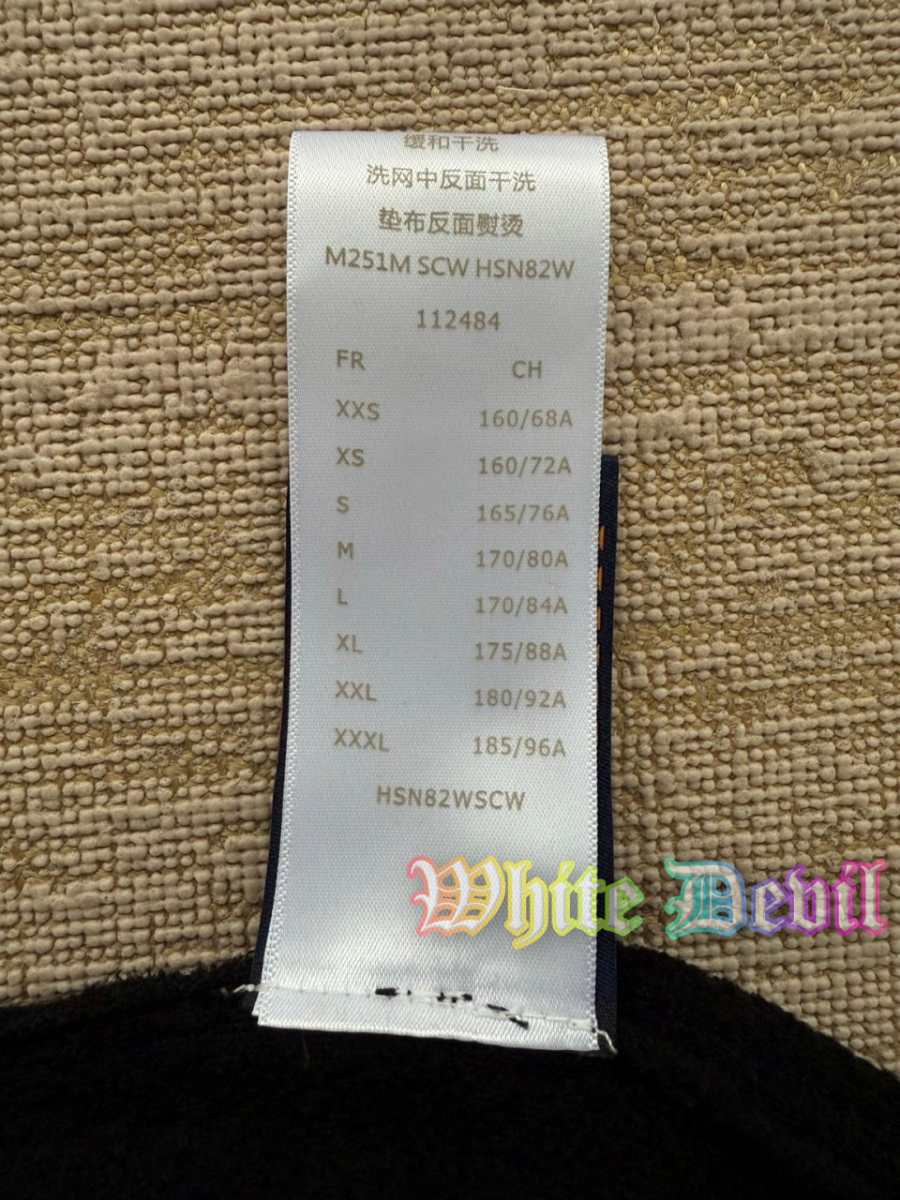 缓和干洗
洗网中反面干洗
垫布反面熨烫
M251M SCW HSN82W
112484
FR CH
XXS 160/68A
XS 160/72A
S 165/76A
M 170/80A
L 170/84A
XL 175/88A
XXL 180/92A
XXXL 185/96A
HSN82WSCW
White Devil